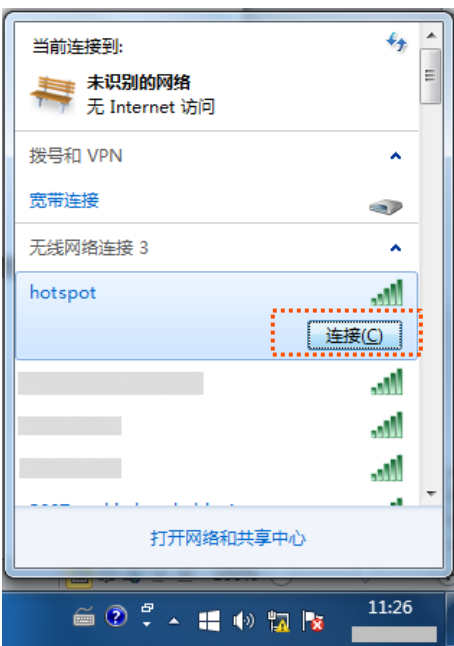 当前连接到:
未识别的网络
无 Internet 访问
拨号和 VPN
宽带连接
无线网络连接 3
hotspot
连接(C)
打开网络和共享中心
11:26